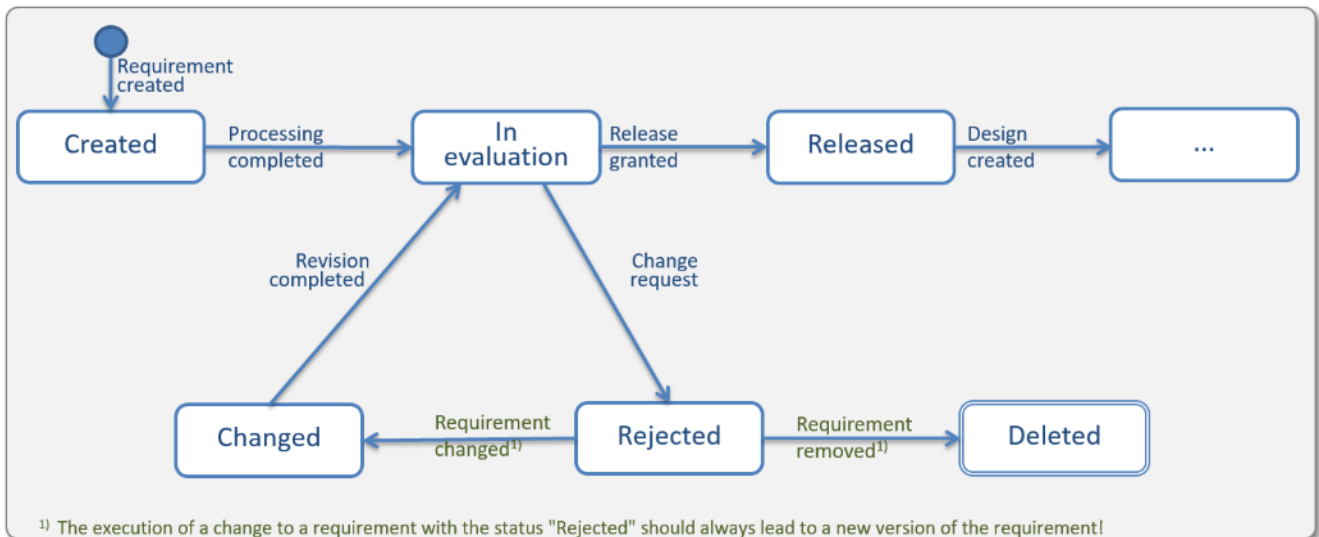 Requirement
created
Created
Processing
completed
In
evaluation
Release
granted
Released
Design
created
...
Revision
completed
Change
request
Changed
Requirement
changed¹⁾
Rejected
Requirement
removed¹⁾
Deleted
¹⁾ The execution of a change to a requirement with the status "Rejected" should always lead to a new version of the requirement!